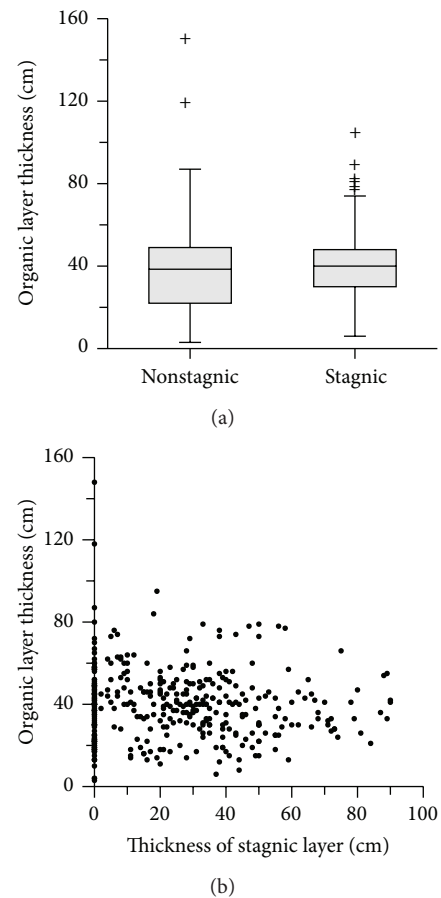 160
120
80
40
0
Organic layer thickness (cm)
Nonstagnic Stagnic
(a)
160
120
80
40
0
Organic layer thickness (cm)
0 20 40 60 80 100
Thickness of stagnic layer (cm)
(b)